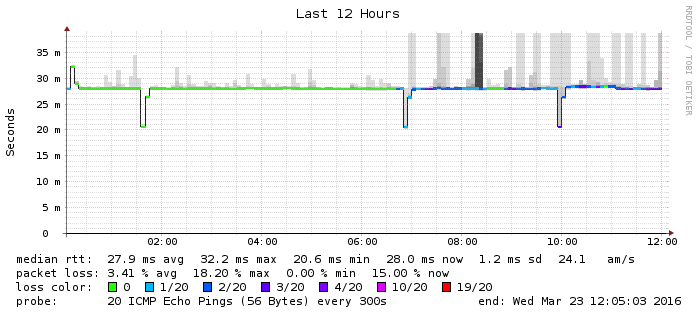 Last 12 Hours
RRDTOOL / TOBI OETIKER
Seconds
35 m
30 m
25 m
20 m
15 m
10 m
5 m
0
02:00 04:00 06:00 08:00 10:00 12:00
median rtt: 27.9 ms avg 32.2 ms max 20.6 ms min 28.0 ms now 1.2 ms sd 24.1 am/s
packet loss: 3.41 % avg 18.20 % max 0.00 % min 15.00 % now
loss color: 0 1/20 2/20 3/20 4/20 10/20 19/20
probe: 20 ICMP Echo Pings (56 Bytes) every 300s end: Wed Mar 23 12:05:03 2016